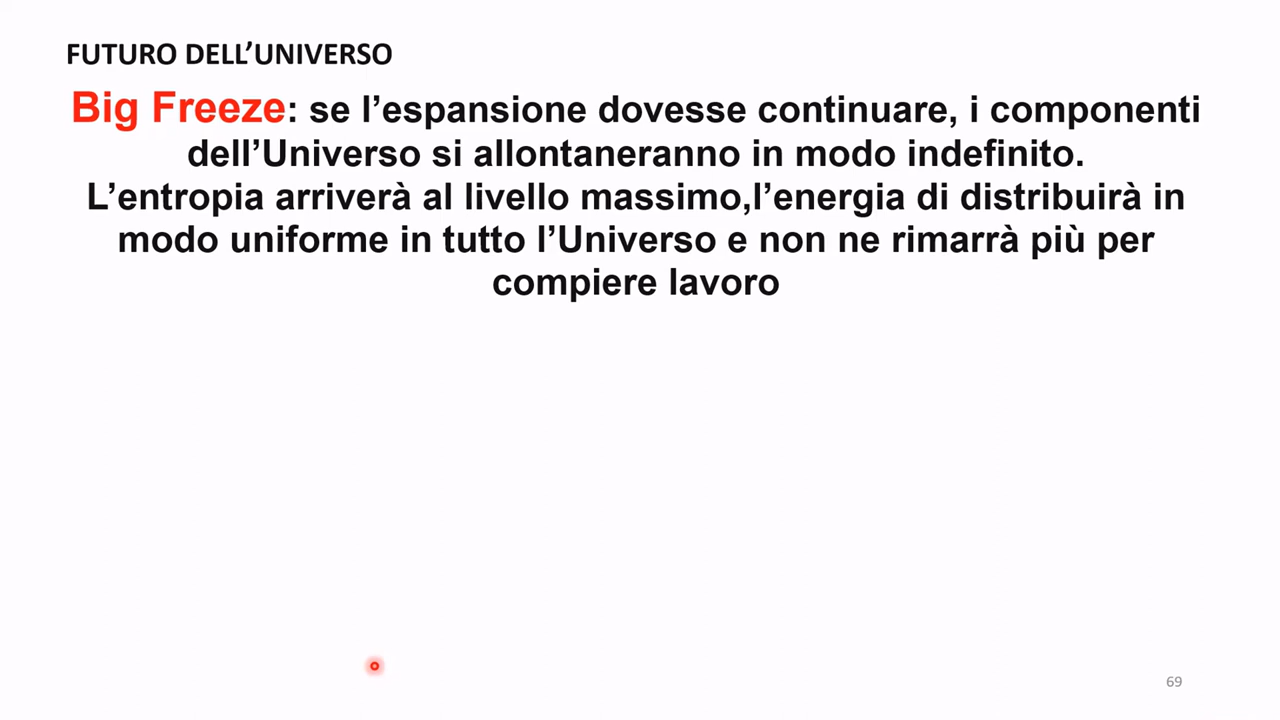 FUTURO DELL’UNIVERSO
Big Freeze: se l’espansione dovesse continuare, i componenti
dell’Universo si allontaneranno in modo indefinito.
L’entropia arriverà al livello massimo,l’energia di distribuirà in
modo uniforme in tutto l’Universo e non ne rimarrà più per
compiere lavoro
69